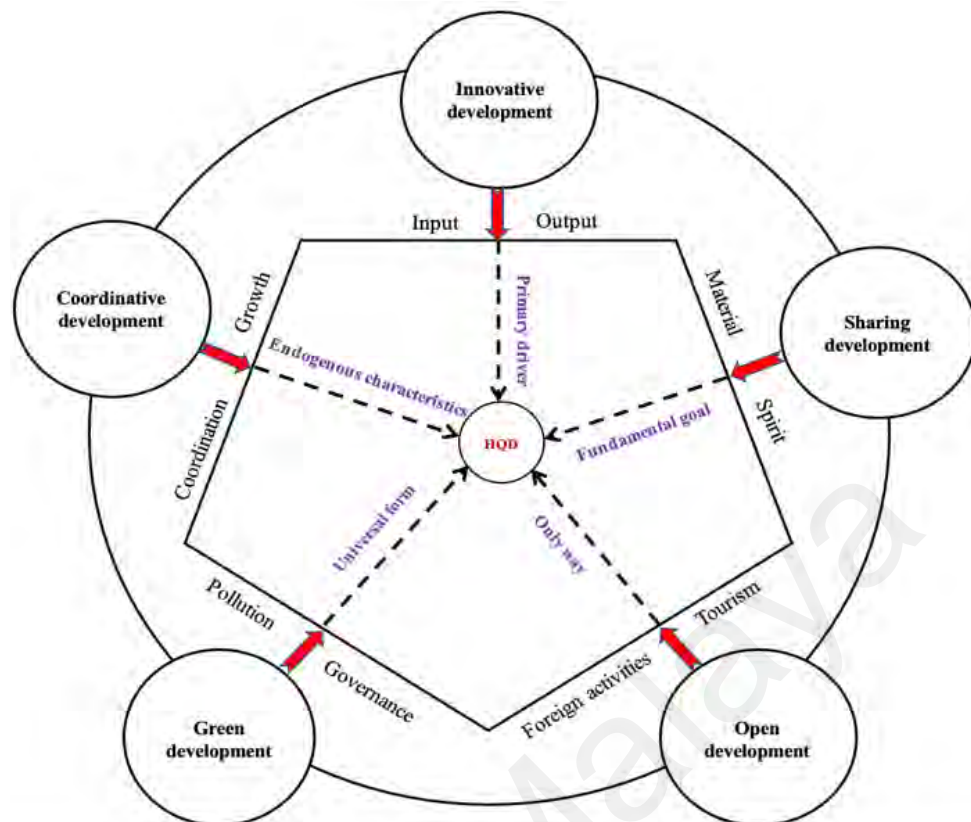 Innovative
development
Input
Output
Coordinative
development
Growth
Coordination
Endogenous characteristics
Primary driver
Material
Spirit
Sharing
development
HQD
Fundamental goal
Universal form
Only way
Pollution
Governance
Foreign activities
Tourism
Green
development
Open
development
Malaya